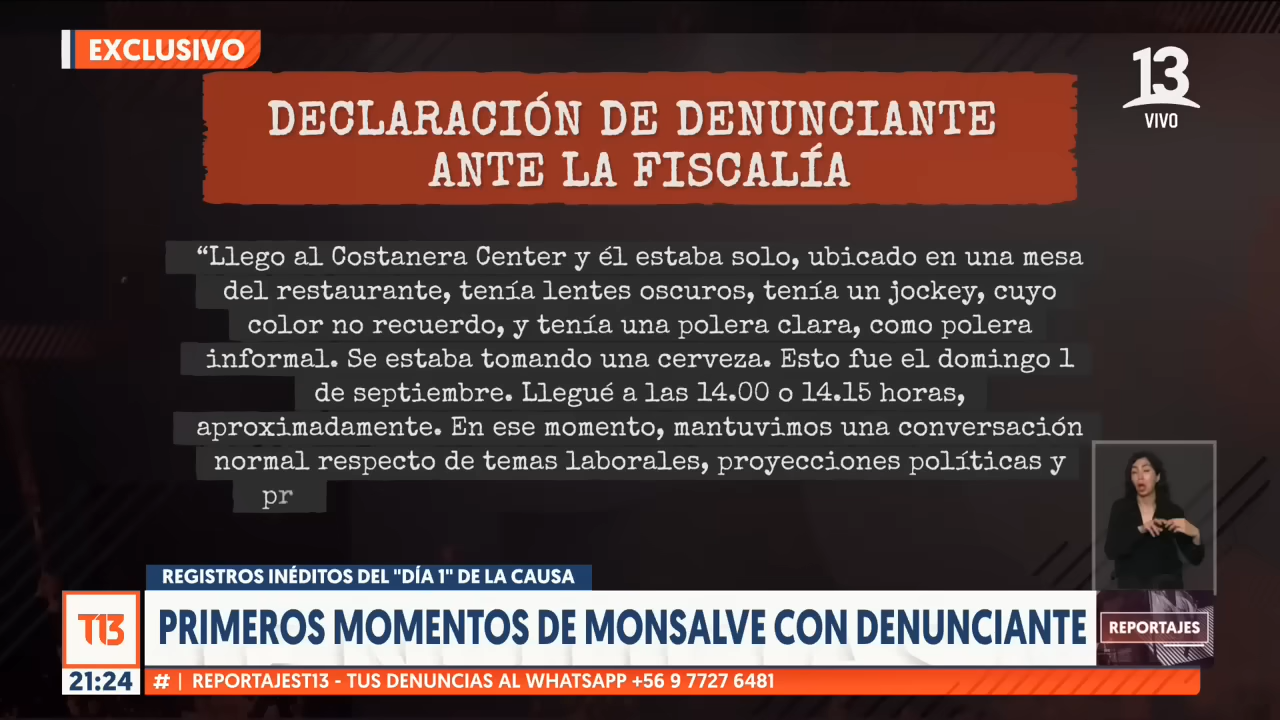 EXCLUSIVO
13
VIVO
DECLARACIÓN DE DENUNCIANTE
ANTE LA FISCALÍA
“Llego al Costanera Center y él estaba solo, ubicado en una mesa
del restaurante, tenía lentes oscuros, tenía un jockey, cuyo
color no recuerdo, y tenía una polera clara, como polera
informal. Se estaba tomando una cerveza. Esto fue el domingo 1
de septiembre. Llegué a las 14.00 o 14.15 horas,
aproximadamente. En ese momento, mantuvimos una conversación
normal respecto de temas laborales, proyecciones políticas y
pr
REGISTROS INÉDITOS DEL "DÍA 1" DE LA CAUSA
T13
PRIMEROS MOMENTOS DE MONSALVE CON DENUNCIANTE
REPORTAJES
21:24
# | REPORTAJEST13 - TUS DENUNCIAS AL WHATSAPP +56 9 7727 6481